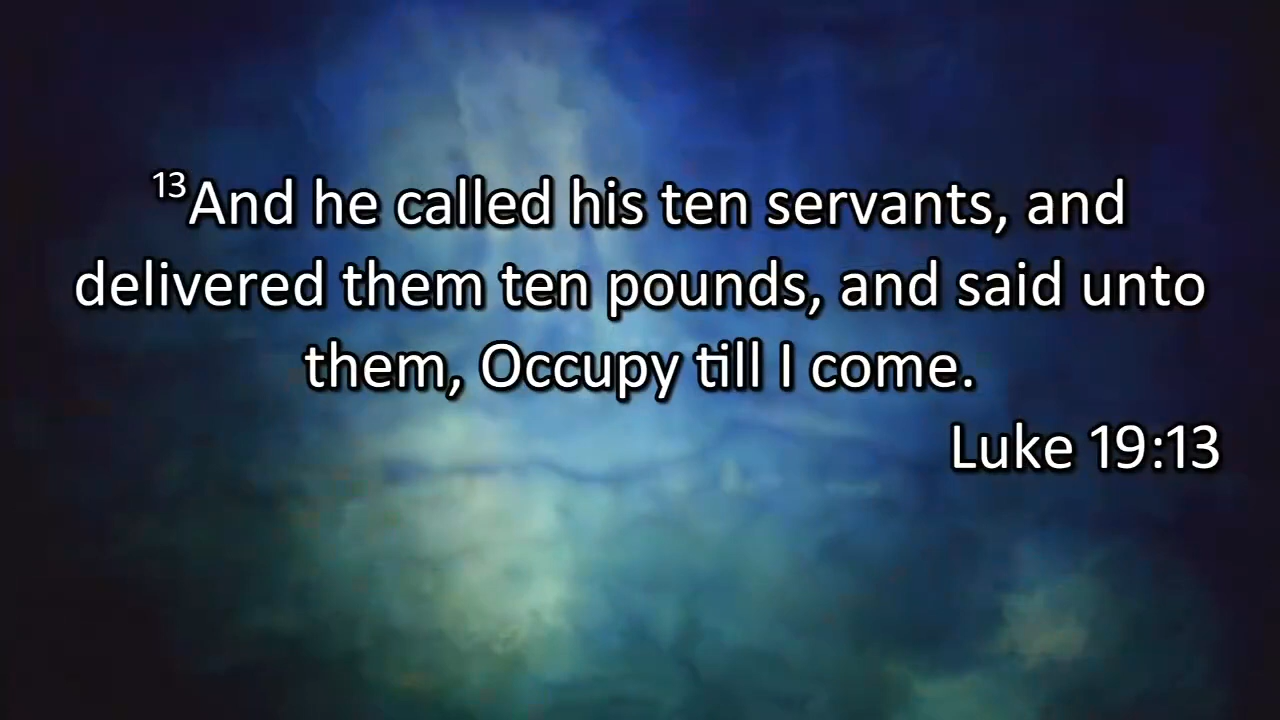 ¹³And he called his ten servants, and
delivered them ten pounds, and said unto
them, Occupy till I come.
Luke 19:13